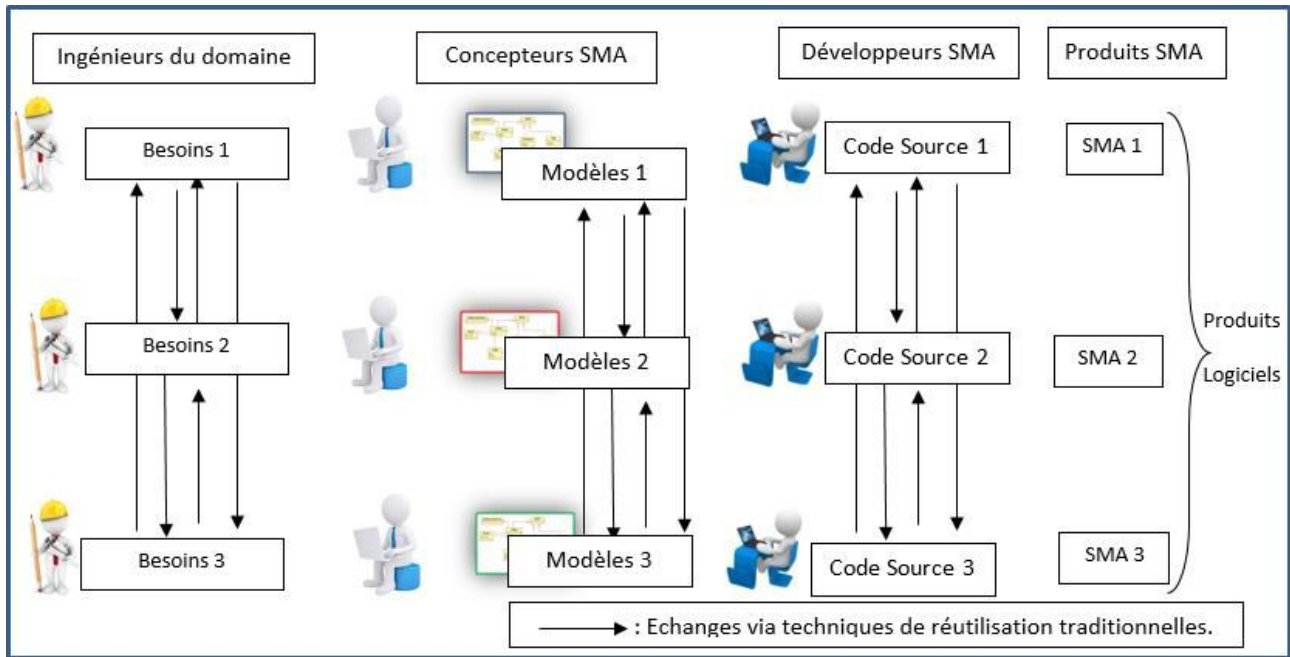 Ingénieurs du domaine
Concepteurs SMA
Développeurs SMA
Produits SMA
Besoins 1
Modèles 1
Code Source 1
SMA 1
Besoins 2
Modèles 2
Code Source 2
SMA 2
Produits
Logiciels
Besoins 3
Modèles 3
Code Source 3
SMA 3
: Echanges via techniques de réutilisation traditionnelles.